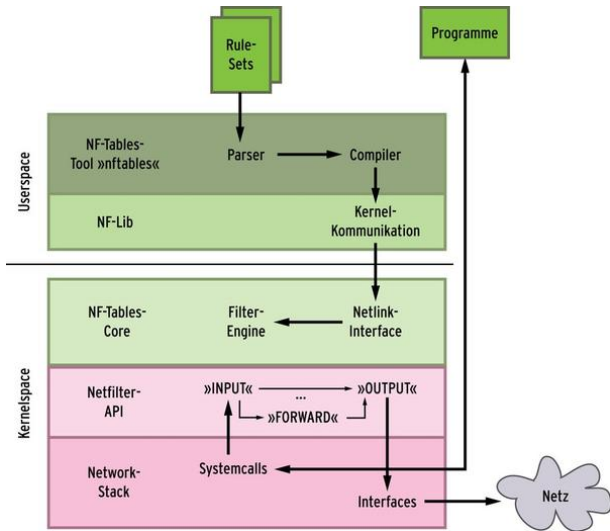 Rule-
Sets
Programme
Userspace
NF-Tables-
Tool »nftables«
Parser
Compiler
NF-Lib
Kernel-
Kommunikation
Kernelspace
NF-Tables-
Core
Filter-
Engine
Netlink-
Interface
Netfilter-
API
»INPUT«
...
»OUTPUT«
»FORWARD«
Network-
Stack
Systemcalls
Interfaces
Netz